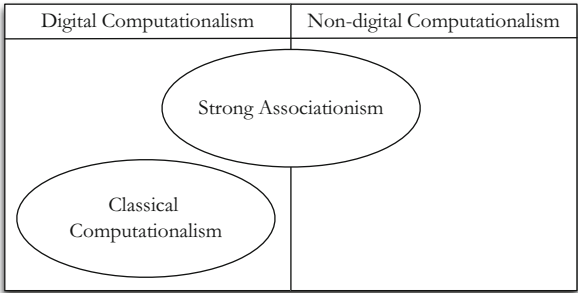 Digital Computationalism
Non-digital Computationalism
Strong Associationism
Classical
Computationalism